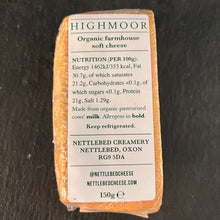 HIGHMOOR
Organic farmhouse
soft cheese
NUTRITION (PER 100g):
Energy 1462kJ/353 kcal, Fat
30.7g, of which saturates
21.2g, Carbohydrates <0.1g, of
which sugars <0.1g, Protein
21g, Salt 1.29g.
Made from organic pasteurised
cows' milk. Allergens in bold.
Keep refrigerated.
NETTLEBED CREAMERY
NETTLEBED, OXON
RG9 5DA
@NETTLEBEDCHEESE
NETTLEBEDCHEESE.COM
150g e